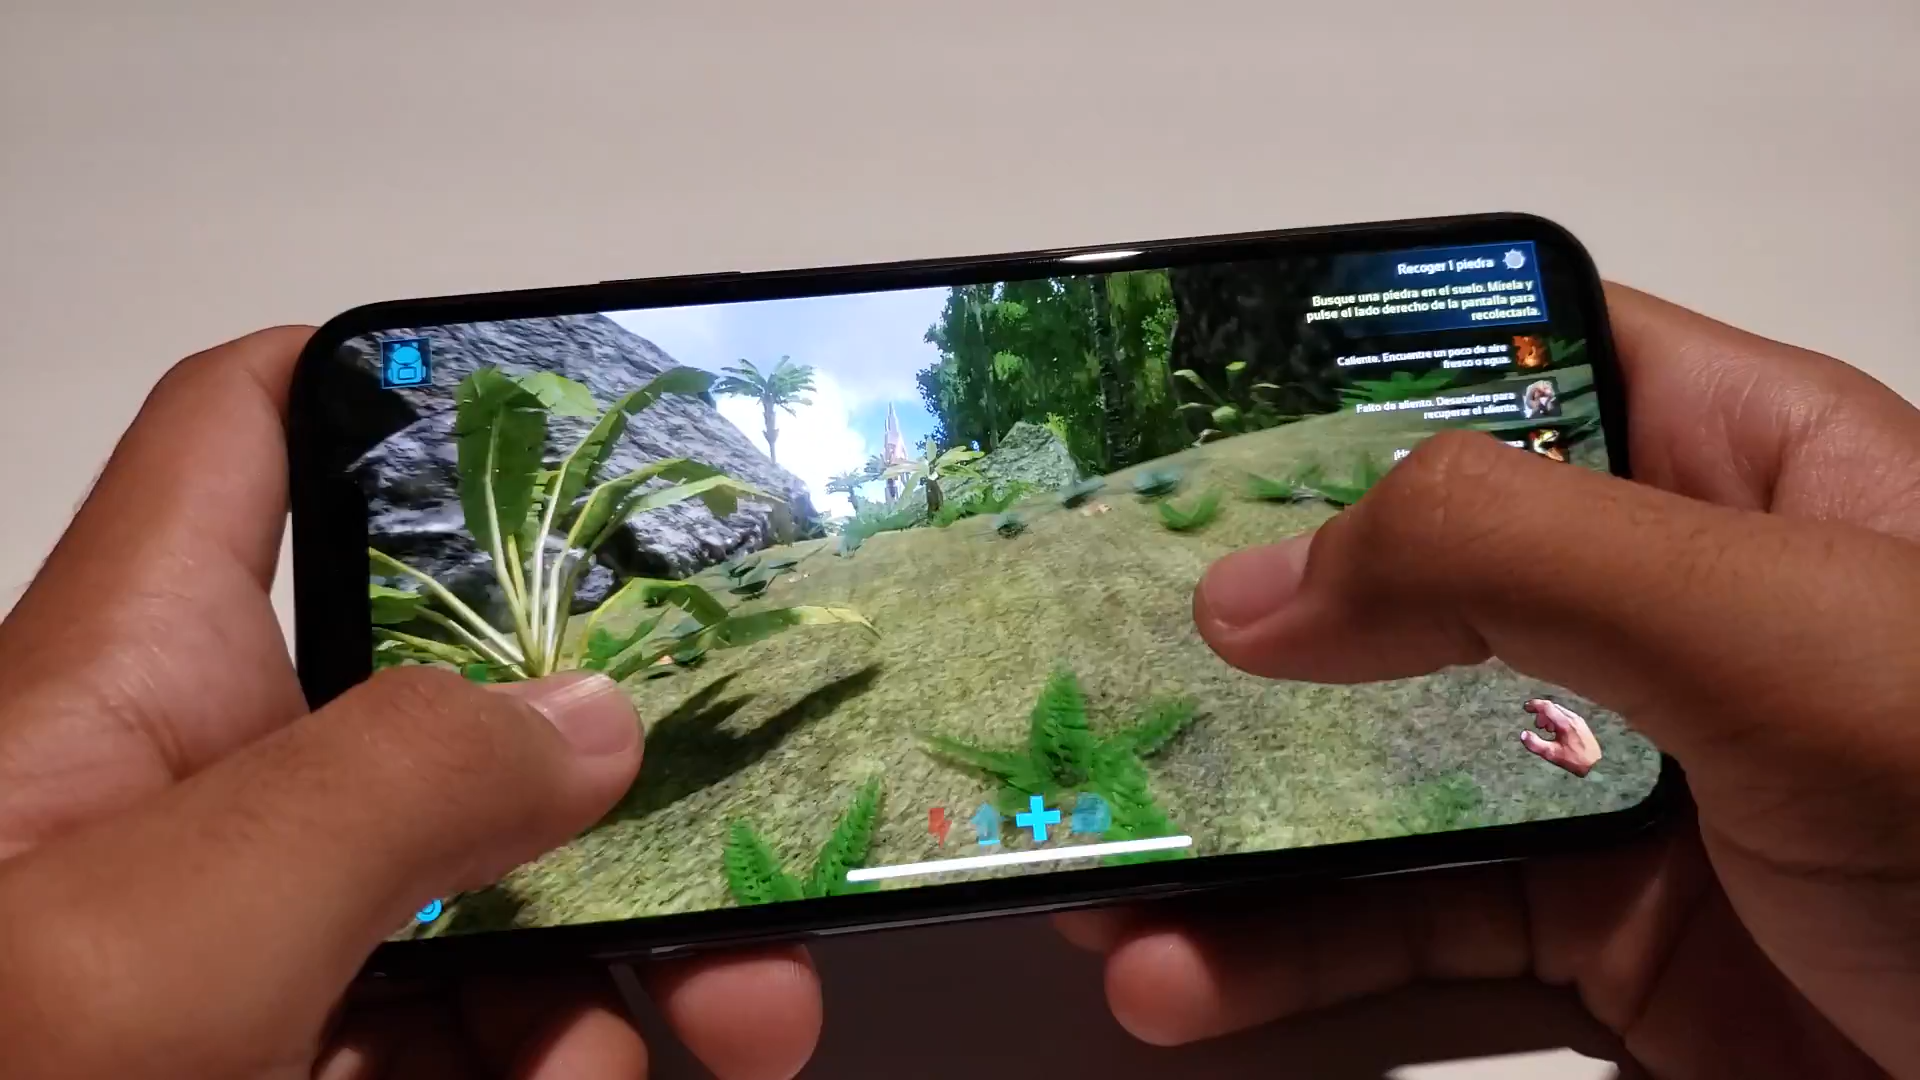 Recoger 1 piedra
Busque una piedra en el suelo. Mírela y
pulse el lado derecho de la pantalla para
recolectarla.
Caliente. Encuentre un poco de aire
fresco o agua.
Falto de aliento. Desacelere para
recuperar el aliento.